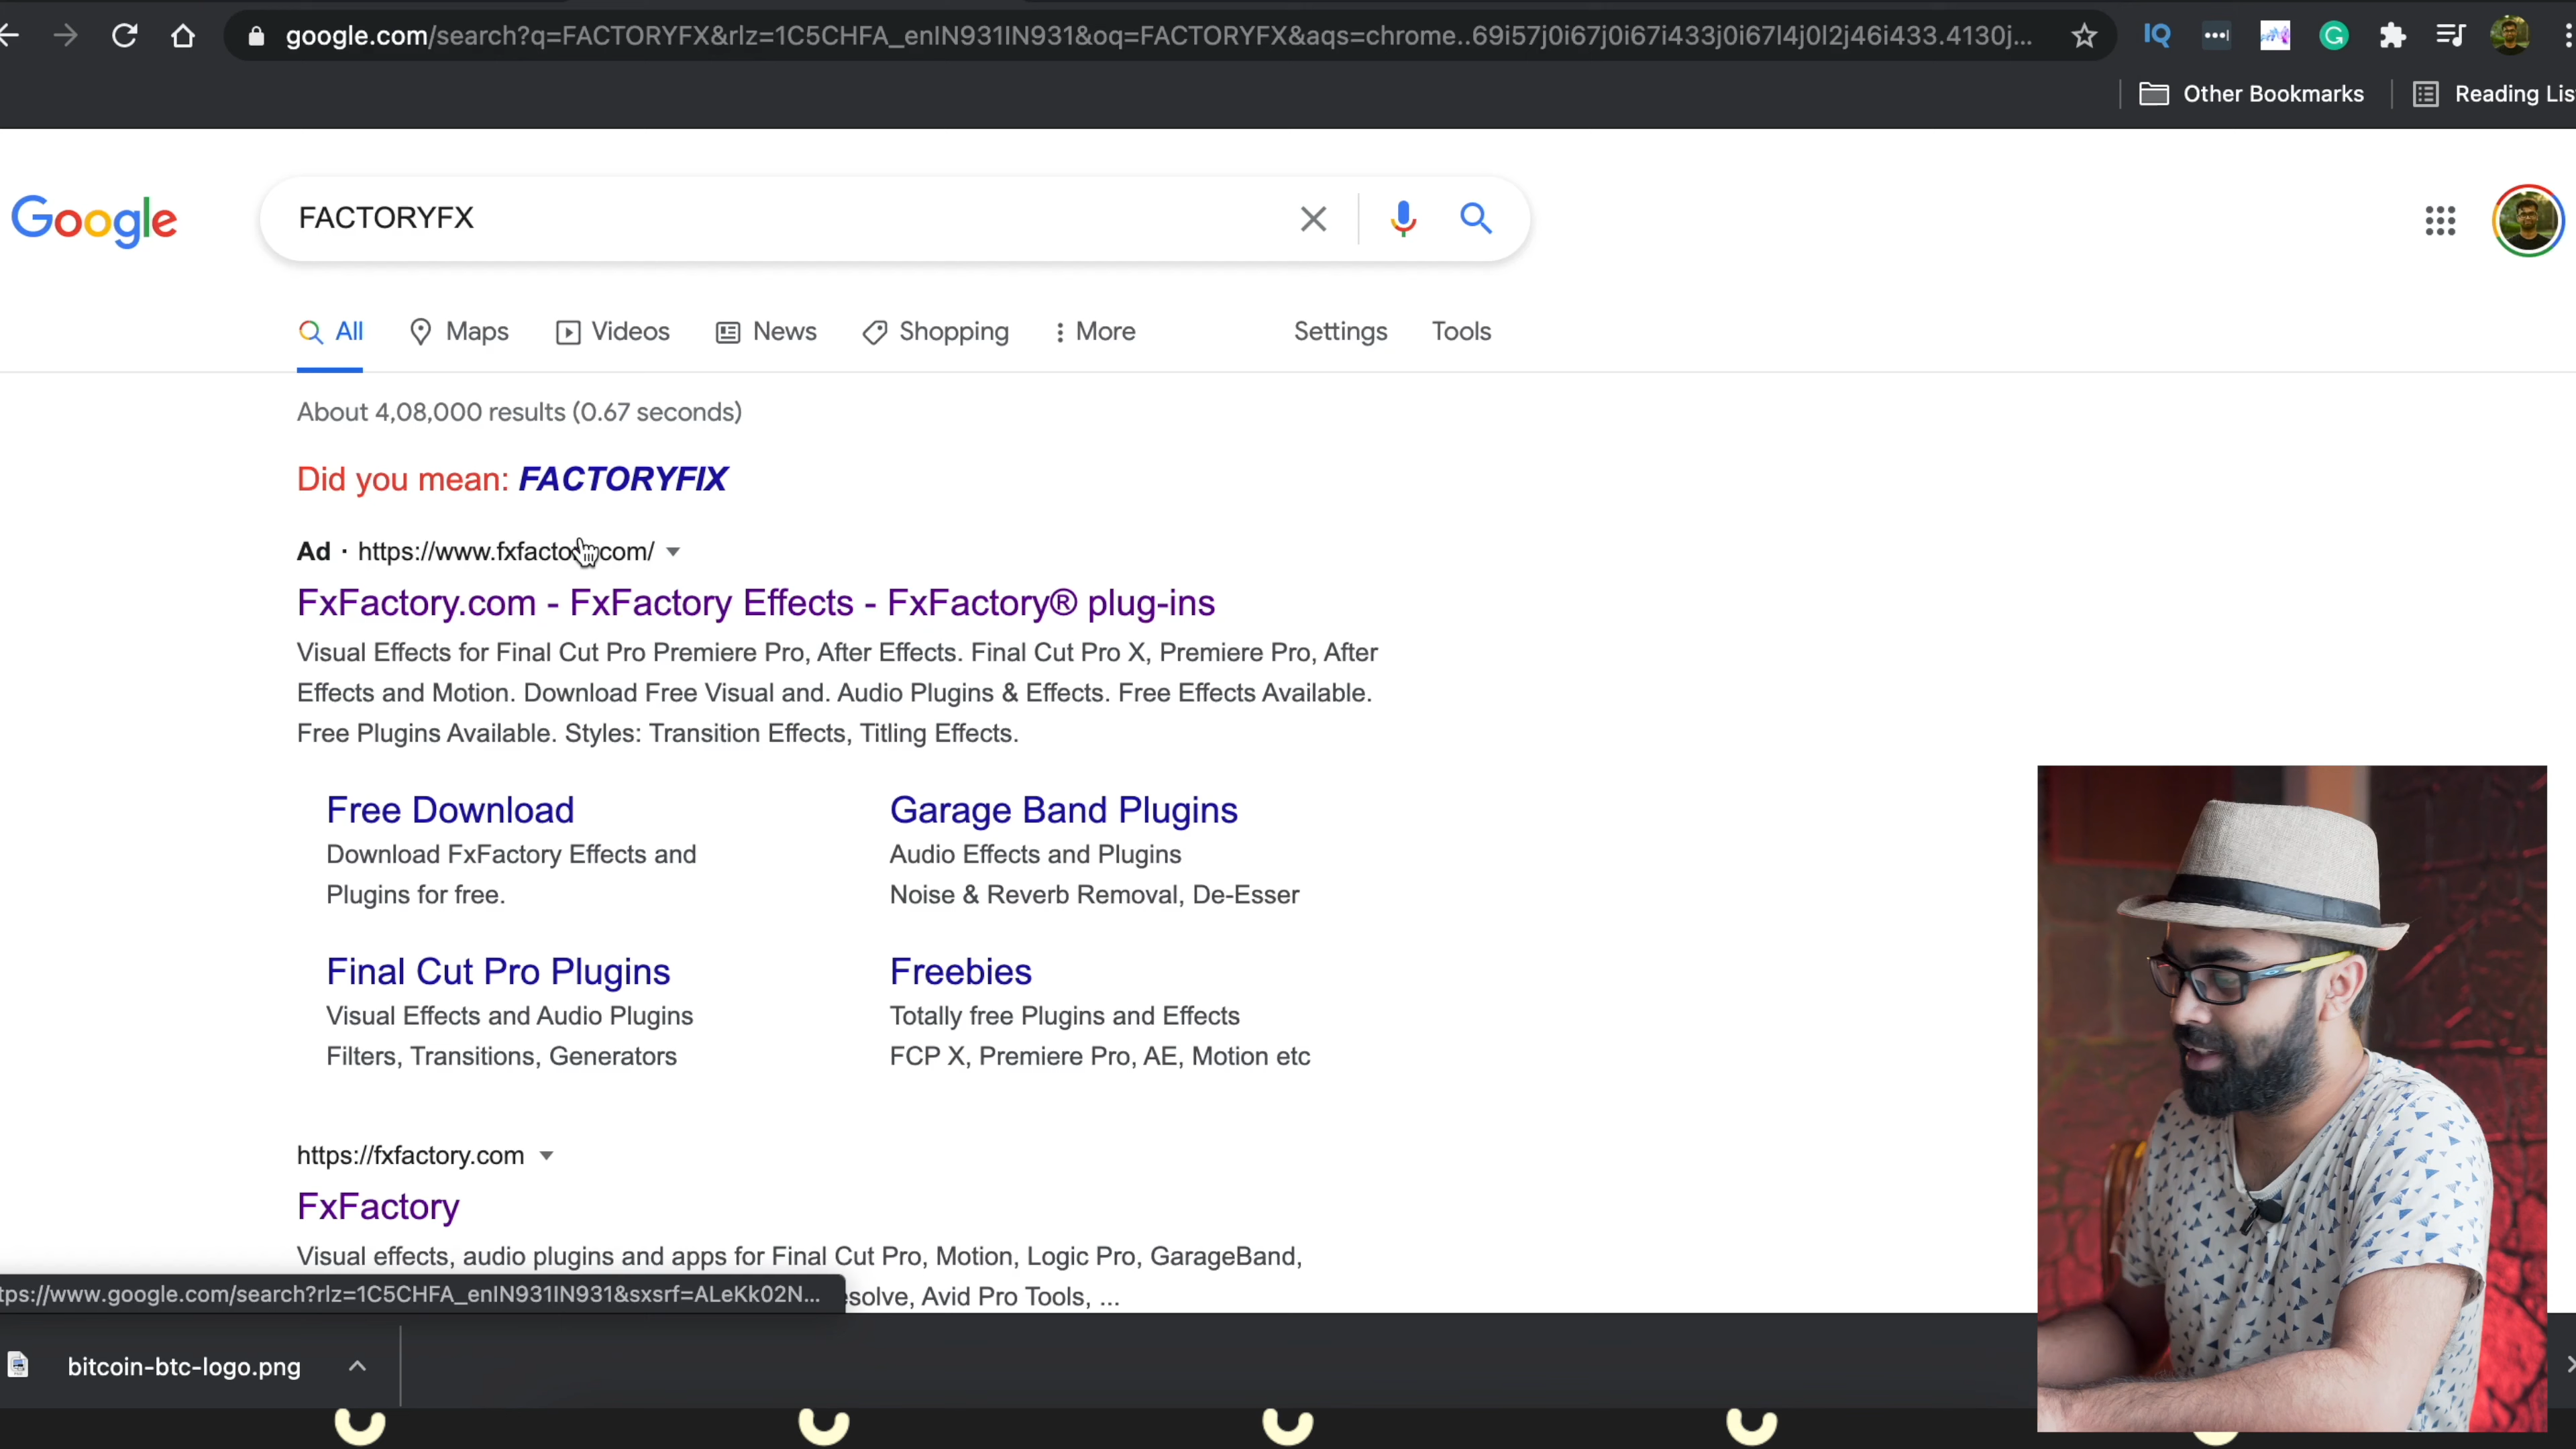 google.com/search?q=FACTORYFX&rlz=1C5CHFA_enIN931IN931&oq=FACTORYFX&aqs=chrome..69i57j0i67j0i67i433j0i67l4j0l2j46i433.4130j...
IQ
Other Bookmarks
Reading Lis
Google
FACTORYFX
All Maps Videos News Shopping More Settings Tools
About 4,08,000 results (0.67 seconds)
Did you mean: FACTORYFIX
Ad · https://www.fxfactory.com/
FxFactory.com - FxFactory Effects - FxFactory® plug-ins
Visual Effects for Final Cut Pro Premiere Pro, After Effects. Final Cut Pro X, Premiere Pro, After
Effects and Motion. Download Free Visual and. Audio Plugins & Effects. Free Effects Available.
Free Plugins Available. Styles: Transition Effects, Titling Effects.
Free Download
Download FxFactory Effects and
Plugins for free.
Garage Band Plugins
Audio Effects and Plugins
Noise & Reverb Removal, De-Esser
Final Cut Pro Plugins
Visual Effects and Audio Plugins
Filters, Transitions, Generators
Freebies
Totally free Plugins and Effects
FCP X, Premiere Pro, AE, Motion etc
https://fxfactory.com
FxFactory
Visual effects, audio plugins and apps for Final Cut Pro, Motion, Logic Pro, GarageBand,
esolve, Avid Pro Tools, ...
tps://www.google.com/search?rlz=1C5CHFA_enIN931IN931&sxsrf=ALeKk02N...
bitcoin-btc-logo.png